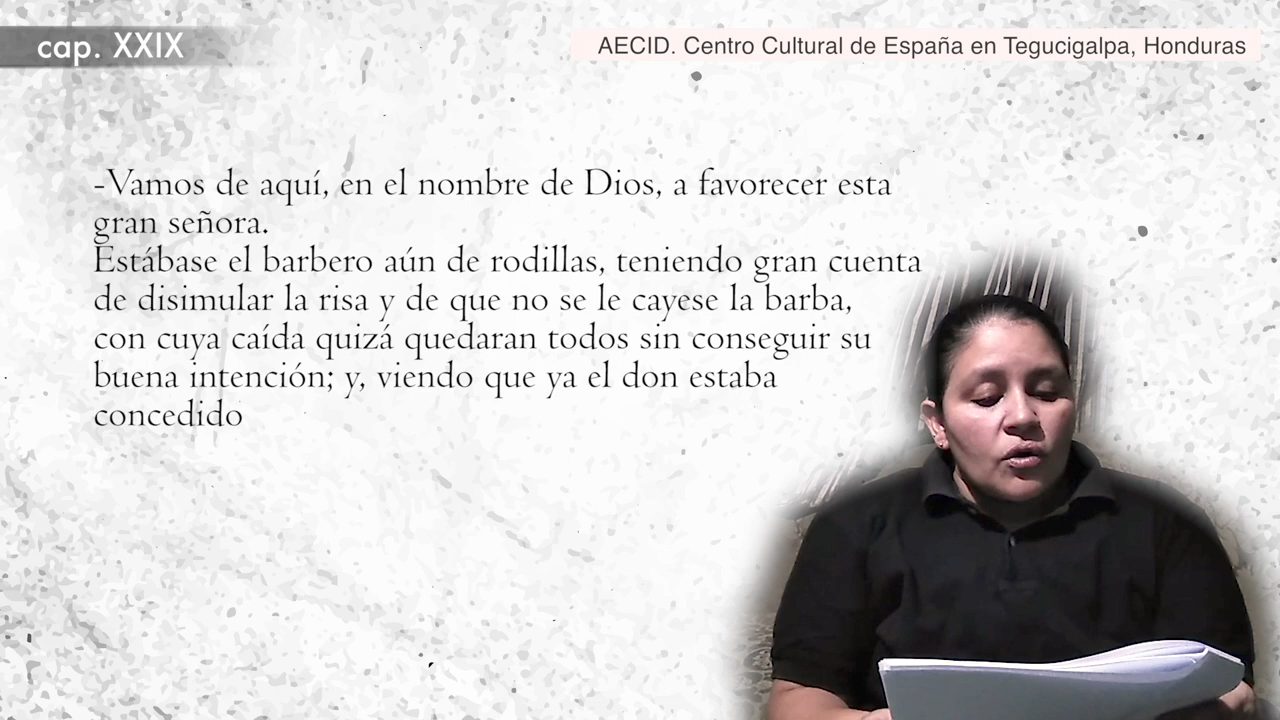 cap. XXIX
AECID. Centro Cultural de España en Tegucigalpa, Honduras
-Vamos de aquí, en el nombre de Dios, a favorecer esta
gran señora.
Estábase el barbero aún de rodillas, teniendo gran cuenta
de disimular la risa y de que no se le cayese la barba,
con cuya caída quizá quedaran todos sin conseguir su
buena intención; y, viendo que ya el don estaba
concedido